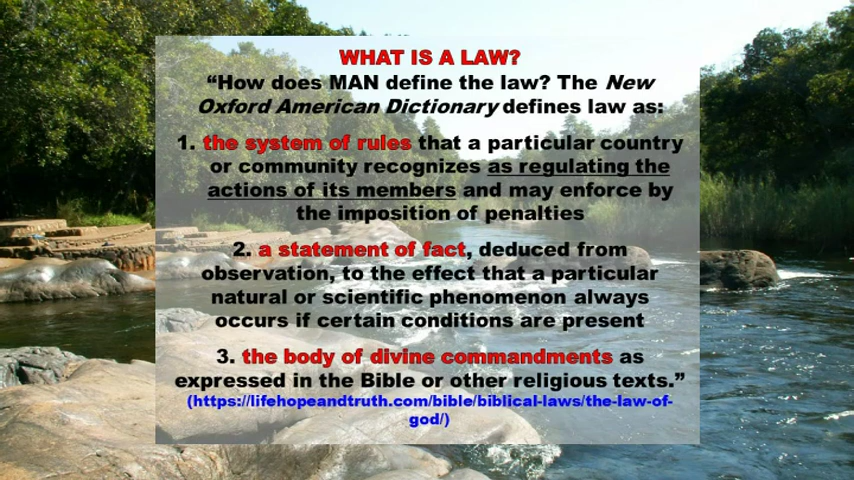 WHAT IS A LAW?
“How does MAN define the law? The New
Oxford American Dictionary defines law as:
1. the system of rules that a particular country
or community recognizes as regulating the
actions of its members and may enforce by
the imposition of penalties
2. a statement of fact, deduced from
observation, to the effect that a particular
natural or scientific phenomenon always
occurs if certain conditions are present
3. the body of divine commandments as
expressed in the Bible or other religious texts.”
(https://lifehopeandtruth.com/bible/biblical-laws/the-law-of-
god/)